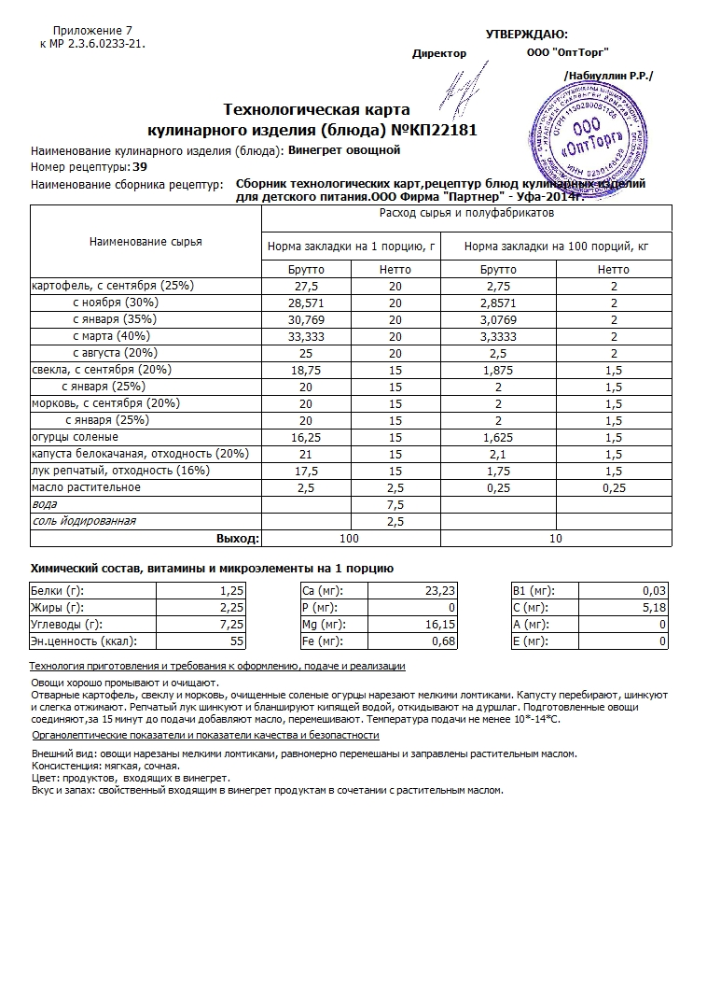 Приложение 7
к МР 2.3.6.0233-21.
УТВЕРЖДАЮ:
Директор ООО "ОптТорг"
/Набиуллин Р.Р./
ООО
«ОптТорг»
Технологическая карта
кулинарного изделия (блюда) №КП22181
Наименование кулинарного изделия (блюда): Винегрет овощной
Номер рецептуры: 39
Наименование сборника рецептур: Сборник технологических карт,рецептур блюд кулинарных изделий
для детского питания.ООО Фирма "Партнер" - Уфа-2014г.
Наименование сырья Расход сырья и полуфабрикатов
Норма закладки на 1 порцию, г Норма закладки на 100 порций, кг
Брутто Нетто Брутто Нетто
картофель, с сентября (25%) 27,5 20 2,75 2
с ноября (30%) 28,571 20 2,8571 2
с января (35%) 30,769 20 3,0769 2
с марта (40%) 33,333 20 3,3333 2
с августа (20%) 25 20 2,5 2
свекла, с сентября (20%) 18,75 15 1,875 1,5
с января (25%) 20 15 2 1,5
морковь, с сентября (20%) 20 15 2 1,5
с января (25%) 20 15 2 1,5
огурцы соленые 16,25 15 1,625 1,5
капуста белокачаная, отходность (20%) 21 15 2,1 1,5
лук репчатый, отходность (16%) 17,5 15 1,75 1,5
масло растительное 2,5 2,5 0,25 0,25
вода 7,5
соль йодированная 2,5
Выход: 100 10
Химический состав, витамины и микроэлементы на 1 порцию
Белки (г): 1,25 Ca (мг): 23,23 B1 (мг): 0,03
Жиры (г): 2,25 P (мг): 0 C (мг): 5,18
Углеводы (г): 7,25 Mg (мг): 16,15 A (мг): 0
Эн.ценность (ккал): 55 Fe (мг): 0,68 E (мг): 0
Технология приготовления и требования к оформлению, подаче и реализации
Овощи хорошо промывают и очищают.
Отварные картофель, свеклу и морковь, очищенные соленые огурцы нарезают мелкими ломтиками. Капусту перебирают, шинкуют
и слегка отжимают. Репчатый лук шинкуют и бланшируют кипящей водой, откидывают на дуршлаг. Подготовленные овощи
соединяют,за 15 минут до подачи добавляют масло, перемешивают. Температура подачи не менее 10*-14*С.
Органолептические показатели и показатели качества и безопастности
Внешний вид: овощи нарезаны мелкими ломтиками, равномерно перемешаны и заправлены растительным маслом.
Консистенция: мягкая, сочная.
Цвет: продуктов, входящих в винегрет.
Вкус и запах: свойственный входящим в винегрет продуктам в сочетании с растительным маслом.